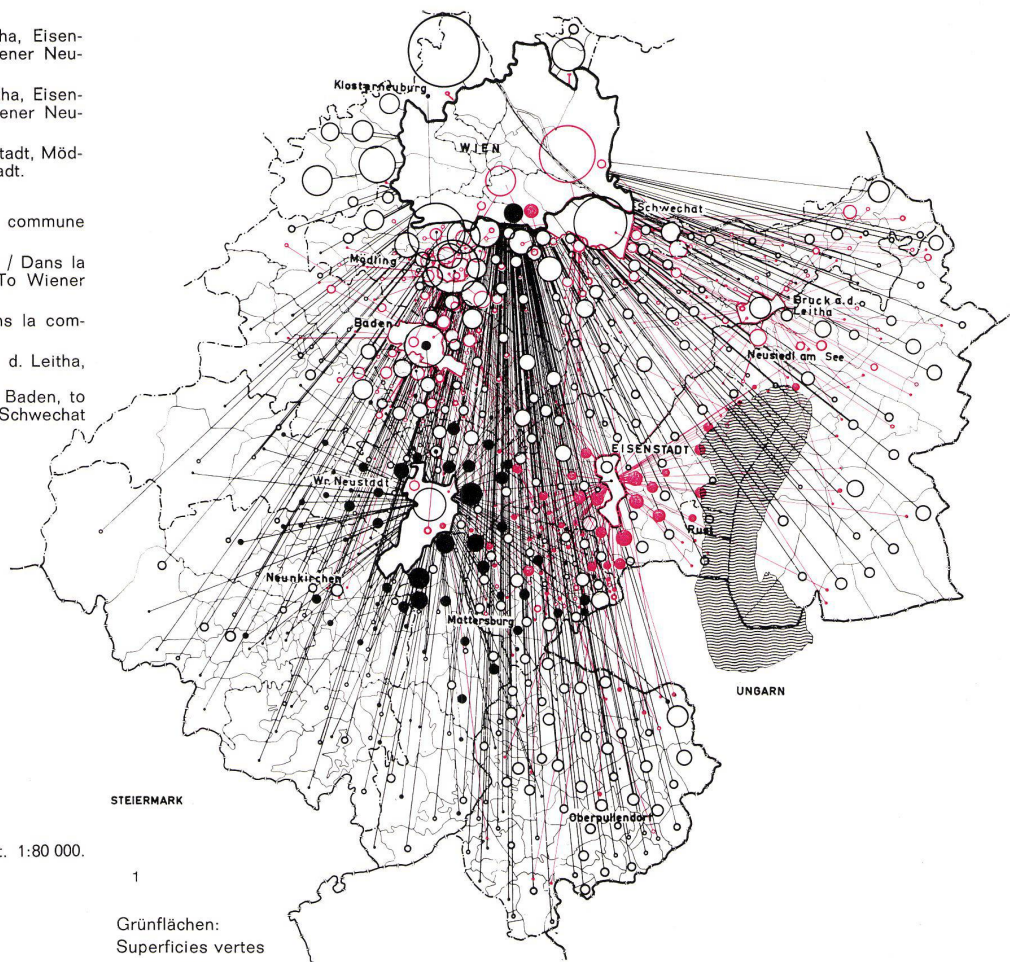 ha, Eisen-
ener Neu-
ha, Eisen-
ener Neu-
tadt, Möd-
adt.
commune
/ Dans la
To Wiener
ns la com-
d. Leitha,
Baden, to
Schwechat
t. 1:80 000.
1
Grünflächen:
Superficies vertes
Klosterneuburg
WIEN
Schwechat
Mödling
Baden
Bruck a.d.
Leitha
Neusiedl am See
EISENSTADT
Wr. Neustadt
Rust
Neunkirchen
Mattersburg
UNGARN
STEIERMARK
Oberpullendorf